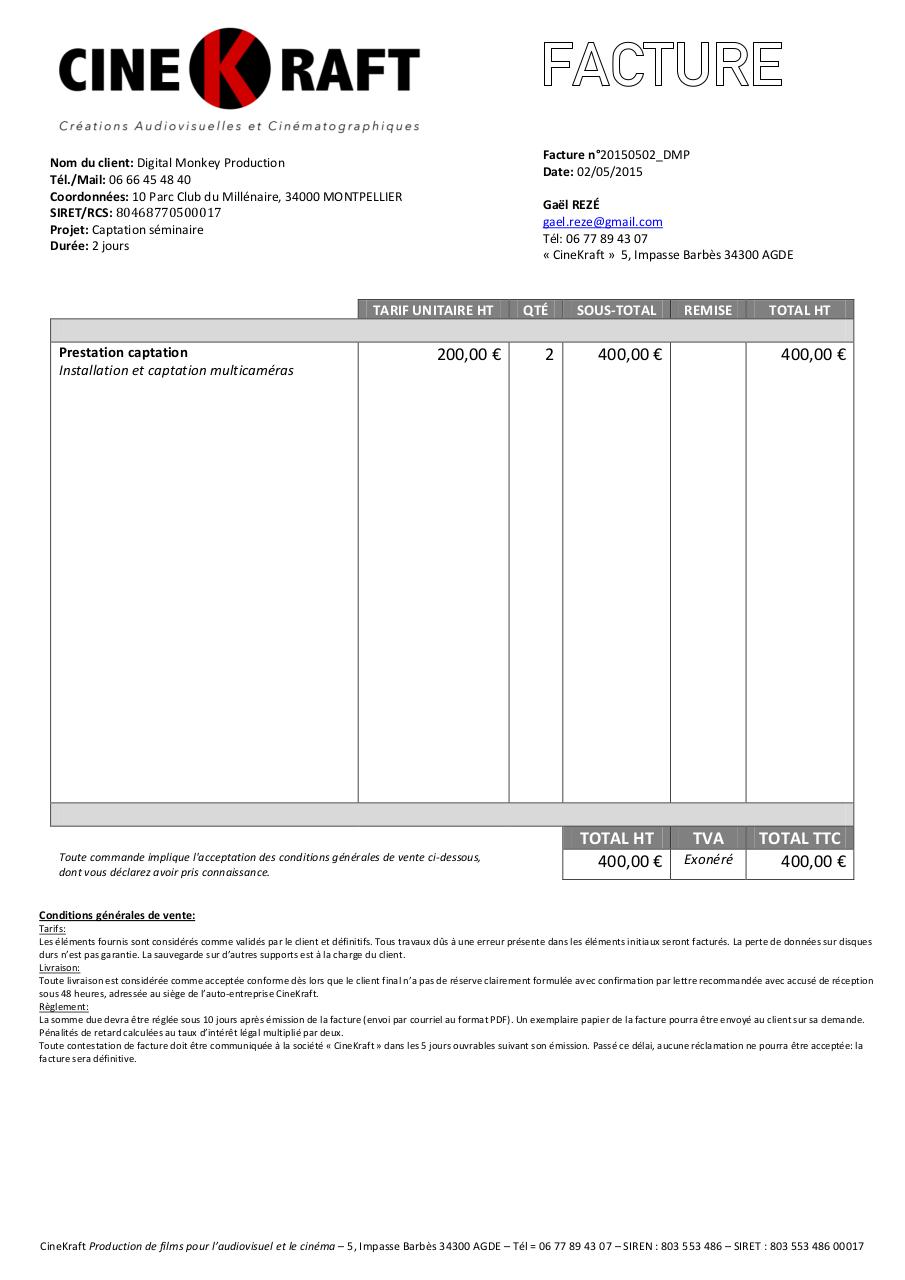 CINEKRAFT
Créations Audiovisuelles et Cinématographiques
FACTURE
Nom du client: Digital Monkey Production
Tél./Mail: 06 66 45 48 40
Coordonnées: 10 Parc Club du Millénaire, 34000 MONTPELLIER
SIRET/RCS: 80468770500017
Projet: Captation séminaire
Durée: 2 jours
Facture n°20150502_DMP
Date: 02/05/2015
Gaël REZÉ
gael.reze@gmail.com
Tél: 06 77 89 43 07
« CineKraft » 5, Impasse Barbès 34300 AGDE
TARIF UNITAIRE HT QTÉ SOUS-TOTAL REMISE TOTAL HT
Prestation captation 200,00 € 2 400,00 € 400,00 €
Installation et captation multicaméras
TOTAL HT TVA TOTAL TTC
400,00 € Exonéré 400,00 €
Toute commande implique l'acceptation des conditions générales de vente ci-dessous,
dont vous déclarez avoir pris connaissance.
Conditions générales de vente:
Tarifs:
Les éléments fournis sont considérés comme validés par le client et définitifs. Tous travaux dûs à une erreur présente dans les éléments initiaux seront facturés. La perte de données sur disques
durs n'est pas garantie. La sauvegarde sur d'autres supports est à la charge du client.
Livraison:
Toute livraison est considérée comme acceptée conforme dès lors que le client final n'a pas de réserve clairement formulée avec confirmation par lettre recommandée avec accusé de réception
sous 48 heures, adressée au siège de l'auto-entreprise CineKraft.
Règlement:
La somme due devra être réglée sous 10 jours après émission de la facture (envoi par courriel au format PDF). Un exemplaire papier de la facture pourra être envoyé au client sur sa demande.
Pénalités de retard calculées au taux d'intérêt légal multiplié par deux.
Toute contestation de facture doit être communiquée à la société « CineKraft » dans les 5 jours ouvrables suivant son émission. Passé ce délai, aucune réclamation ne pourra être acceptée: la
facture sera définitive.
CineKraft Production de films pour l'audiovisuel et le cinéma – 5, Impasse Barbès 34300 AGDE – Tél = 06 77 89 43 07 – SIREN : 803 553 486 – SIRET : 803 553 486 00017